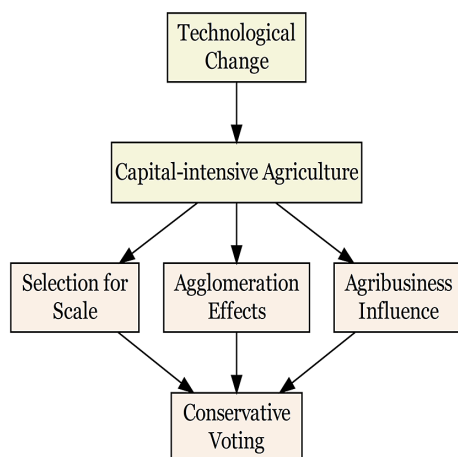 Technological
Change
Capital-intensive Agriculture
Selection for
Scale
Agglomeration
Effects
Agribusiness
Influence
Conservative
Voting